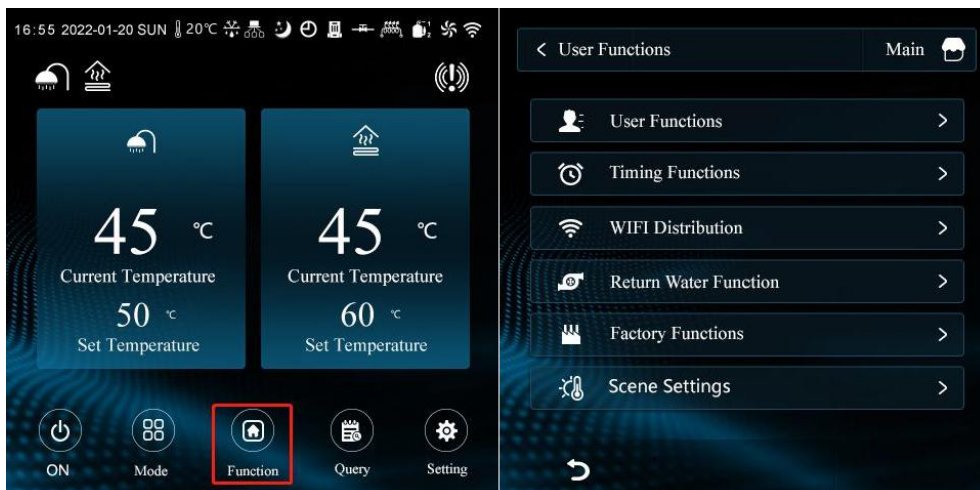 16:55 2022-01-20 SUN 20℃
45 ℃
Current Temperature
50 ℃
Set Temperature
45 ℃
Current Temperature
60 ℃
Set Temperature
ON
Mode
Function
Query
Setting
User Functions
Main
User Functions
Timing Functions
WIFI Distribution
Return Water Function
Factory Functions
Scene Settings